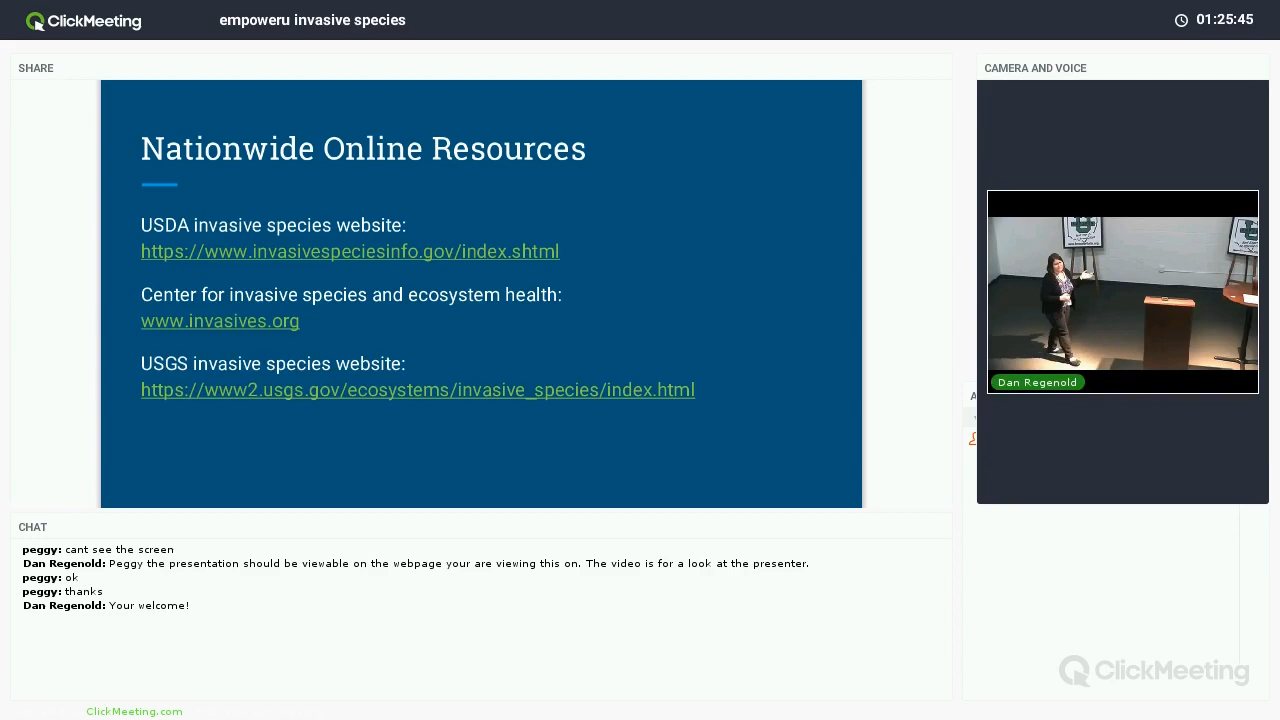 ClickMeeting
empoweru invasive species
01:25:45
SHARE
CAMERA AND VOICE
Nationwide Online Resources
USDA invasive species website:
https://www.invasivespeciesinfo.gov/index.shtml
Center for invasive species and ecosystem health:
www.invasives.org
USGS invasive species website:
https://www2.usgs.gov/ecosystems/invasive_species/index.html
Dan Regenold
A
CHAT
peggy: cant see the screen
Dan Regenold: Peggy the presentation should be viewable on the webpage your are viewing this on. The video is for a look at the presenter.
peggy: ok
peggy: thanks
Dan Regenold: Your welcome!
ClickMeeting
ClickMeeting.com